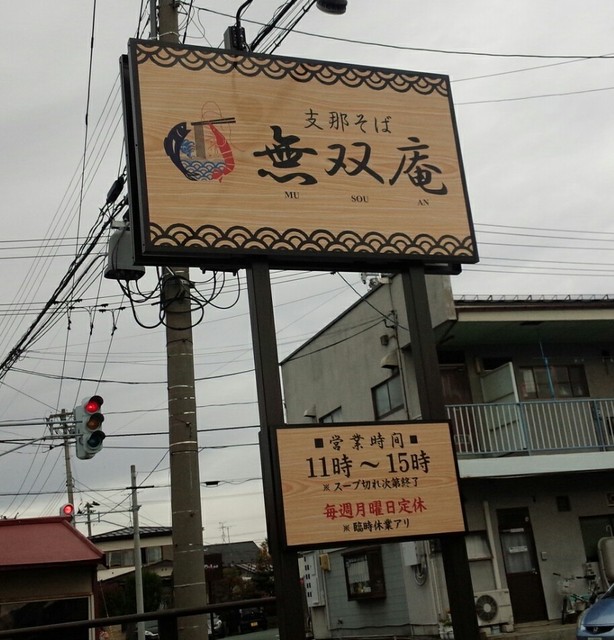 支那そば
無双庵
MU SOU AN
■営業時間■
11時〜15時
※スープ切れ次第終了
毎週月曜日定休
※臨時休業アリ